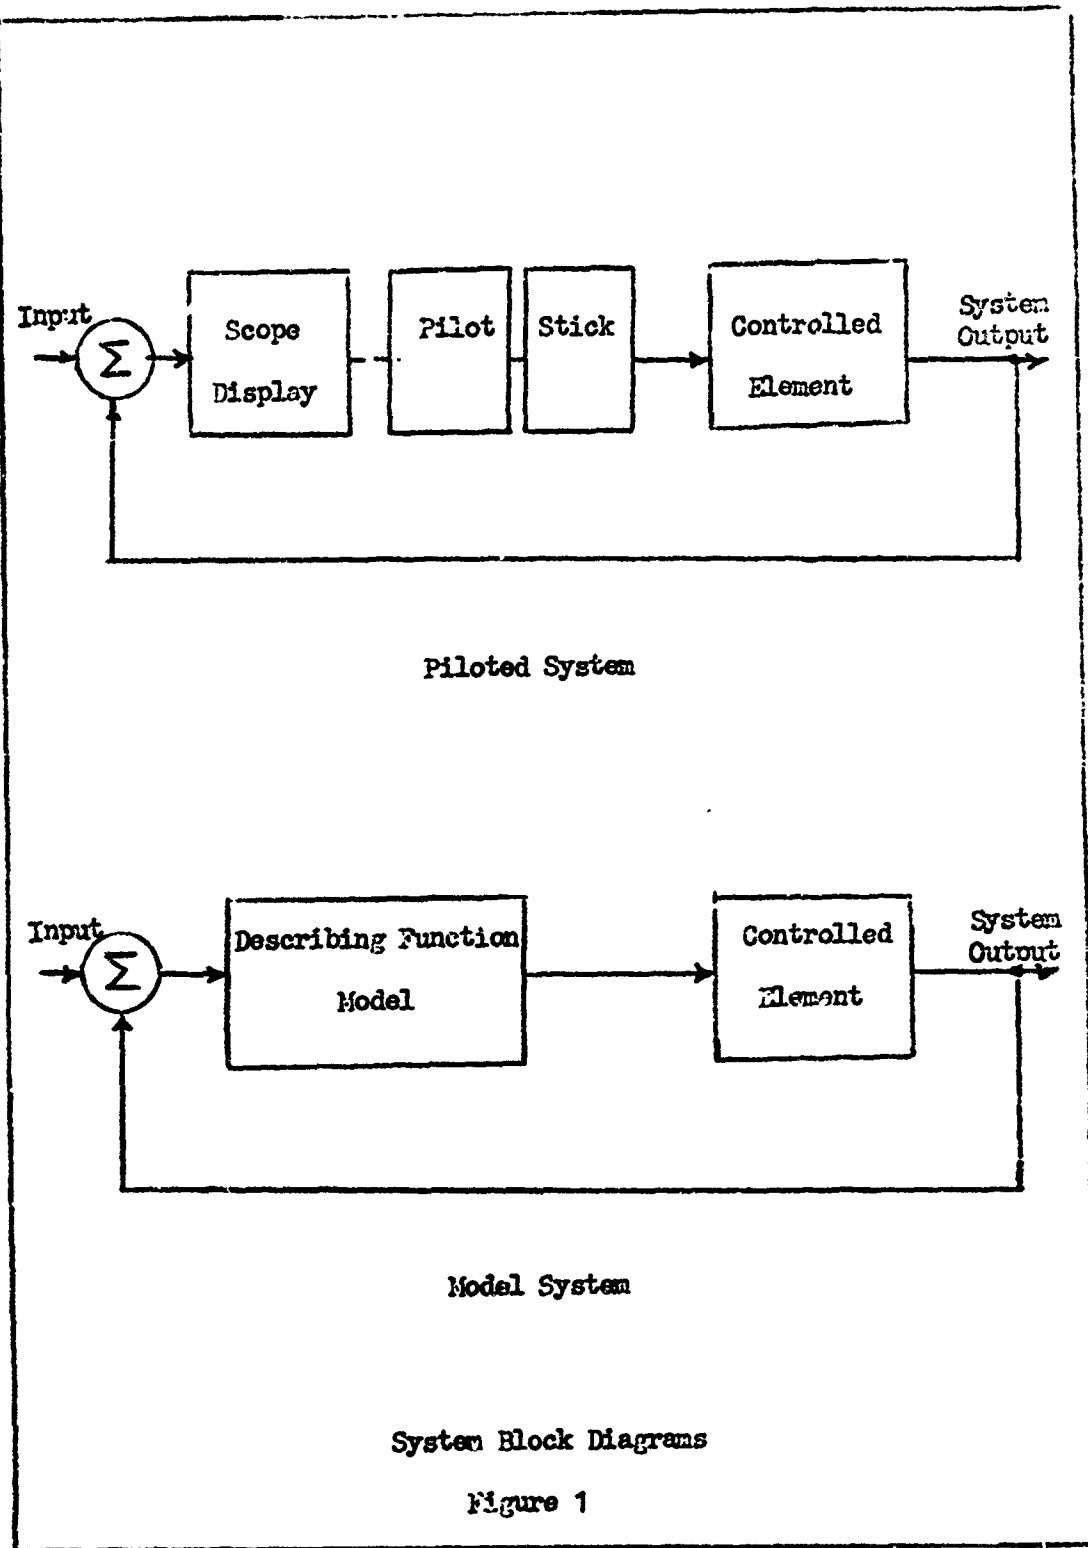 Input
Σ
Scope
Display
Pilot
Stick
Controlled
Element
System
Output
Piloted System
Input
Σ
Describing Function
Model
Controlled
Element
System
Output
Model System
System Block Diagrams
Figure 1